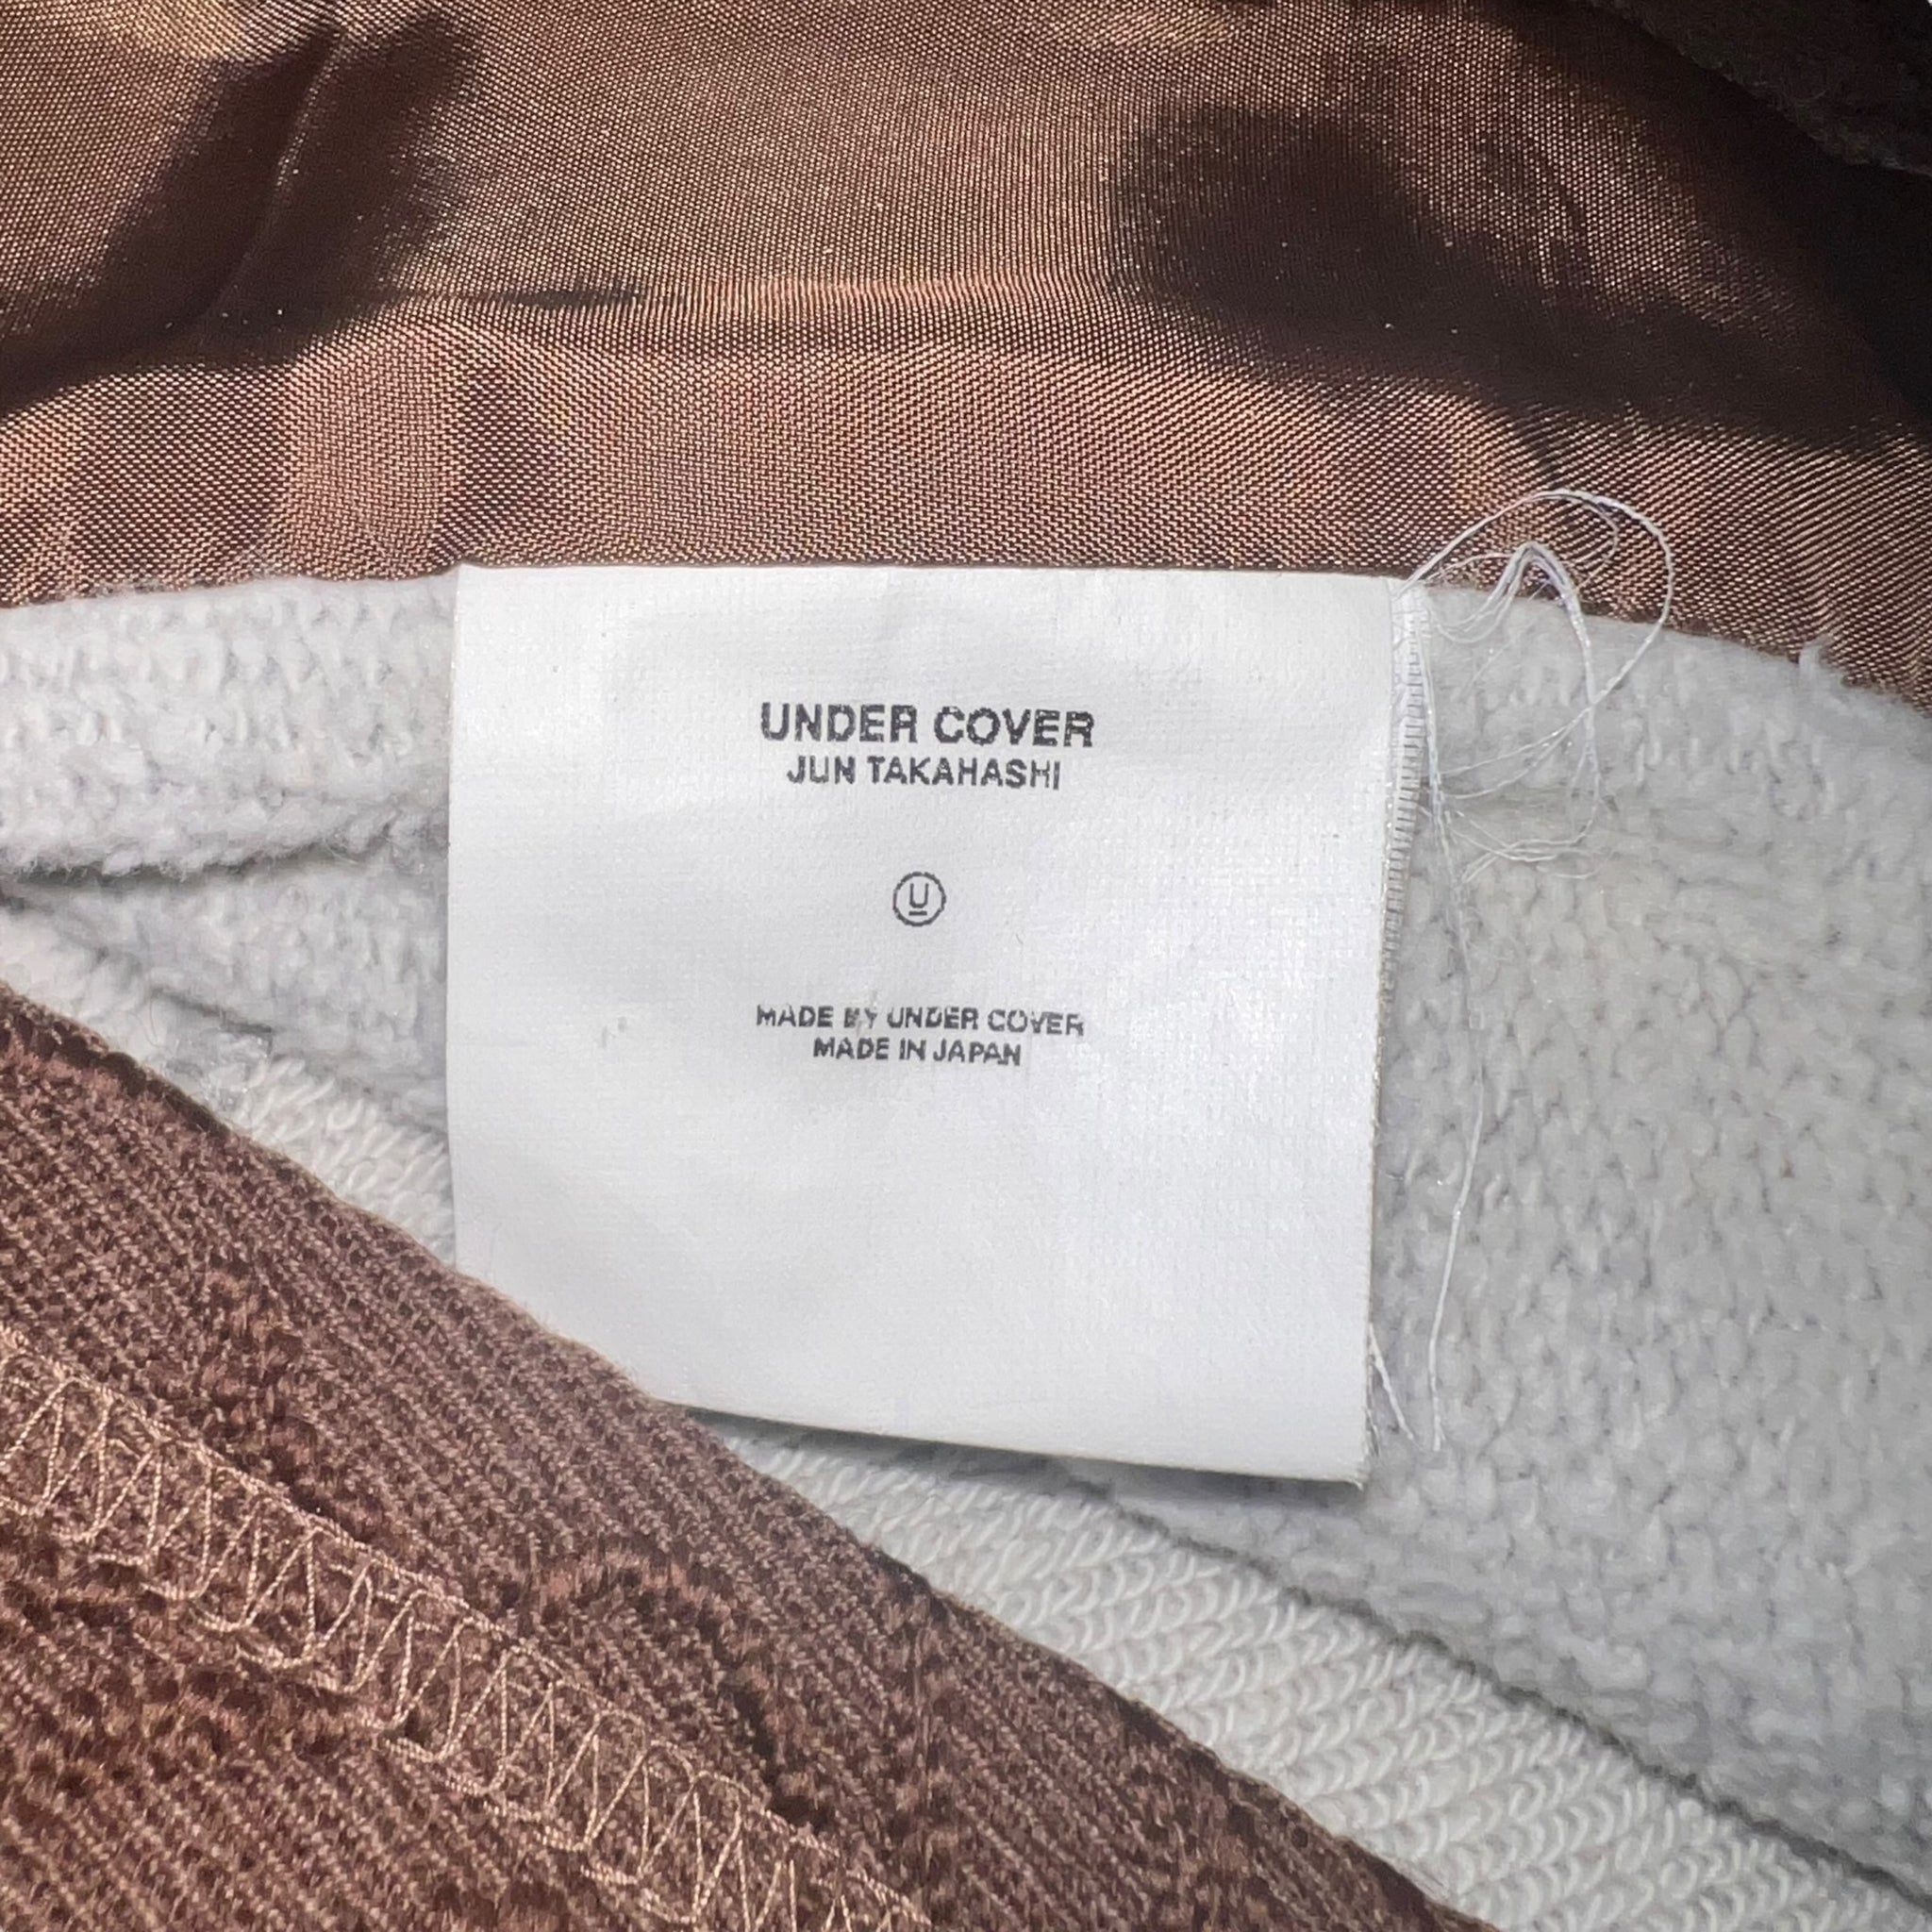 UNDER COVER
JUN TAKAHASHI
U
MADE BY UNDER COVER
MADE IN JAPAN